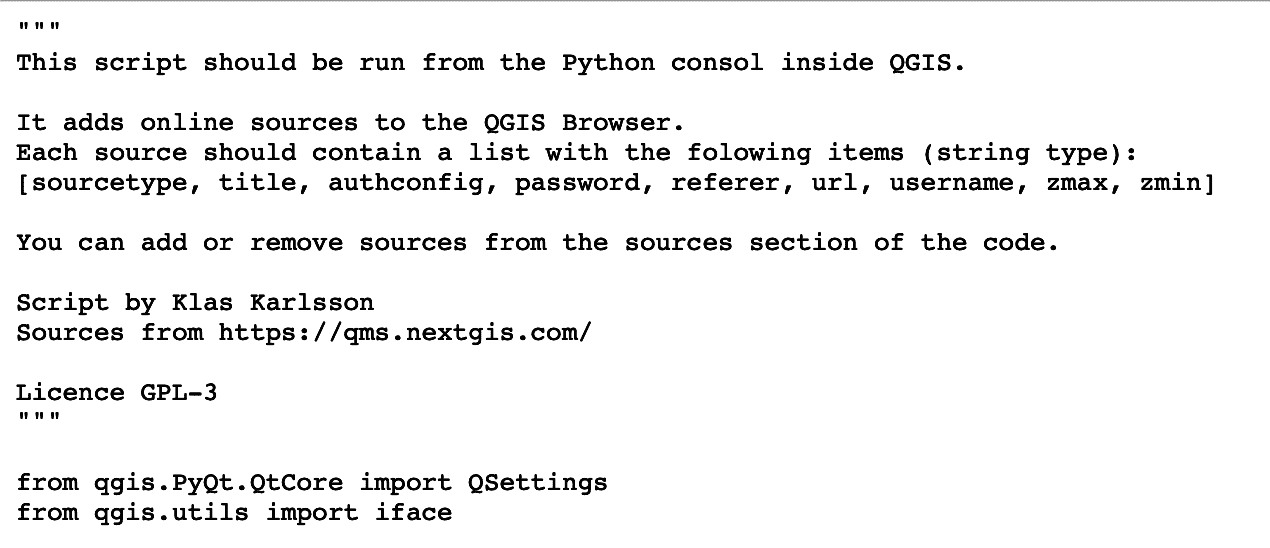 """
This script should be run from the Python consol inside QGIS.
It adds online sources to the QGIS Browser.
Each source should contain a list with the folowing items (string type):
[sourcetype, title, authconfig, password, referer, url, username, zmax, zmin]
You can add or remove sources from the sources section of the code.
Script by Klas Karlsson
Sources from https://qms.nextgis.com/
Licence GPL-3
"""
from qgis.PyQt.QtCore import QSettings
from qgis.utils import iface